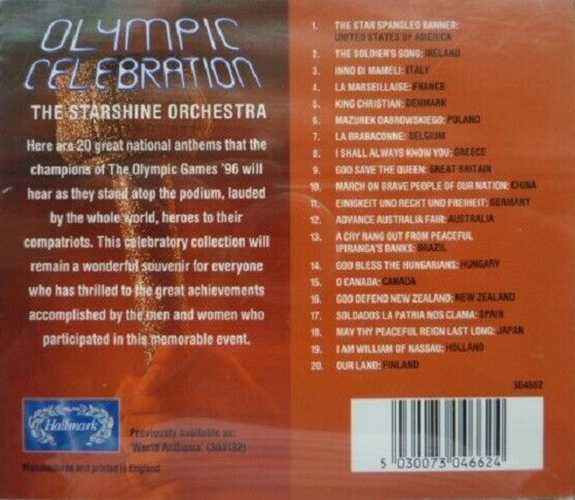 OLYMPIC
CELEBRATION
THE STARSHINE ORCHESTRA
Here are 20 great national anthems that the
champions of The Olympic Games '96 will
hear as they stand atop the podium, lauded
by the whole world, heroes to their
compatriots. This celebratory collection will
remain a wonderful souvenir for everyone
who has thrilled to the great achievements
accomplished by the men and women who
participated in this memorable event.
Hallmark
Previously available as:
'World Anthems' (303132)
Manufactured and printed in England
1. THE STAR SPANGLED BANNER:
UNITED STATES OF AMERICA
2. THE SOLDIER'S SONG: IRELAND
3. INNO DI MAMELI: ITALY
4. LA MARSEILLAISE: FRANCE
5. KING CHRISTIAN: DENMARK
6. MAZUREK DABROWSKIEGO: POLAND
7. LA BRABACONNE: BELGIUM
8. I SHALL ALWAYS KNOW YOU: GREECE
9. GOD SAVE THE QUEEN: GREAT BRITAIN
10. MARCH ON BRAVE PEOPLE OF OUR NATION: CHINA
11. EINIGKEIT UND RECHT UND FREIHEIT: GERMANY
12. ADVANCE AUSTRALIA FAIR: AUSTRALIA
13. A CRY RANG OUT FROM PEACEFUL
IPIRANGA'S BANKS: BRAZIL
14. GOD BLESS THE HUNGARIANS: HUNGARY
15. O CANADA: CANADA
16. GOD DEFEND NEW ZEALAND: NEW ZEALAND
17. SOLDADOS LA PATRIA NOS CLAMA: SPAIN
18. MAY THY PEACEFUL REIGN LAST LONG: JAPAN
19. I AM WILLIAM OF NASSAU: HOLLAND
20. OUR LAND: FINLAND
304662
5 030073 046624